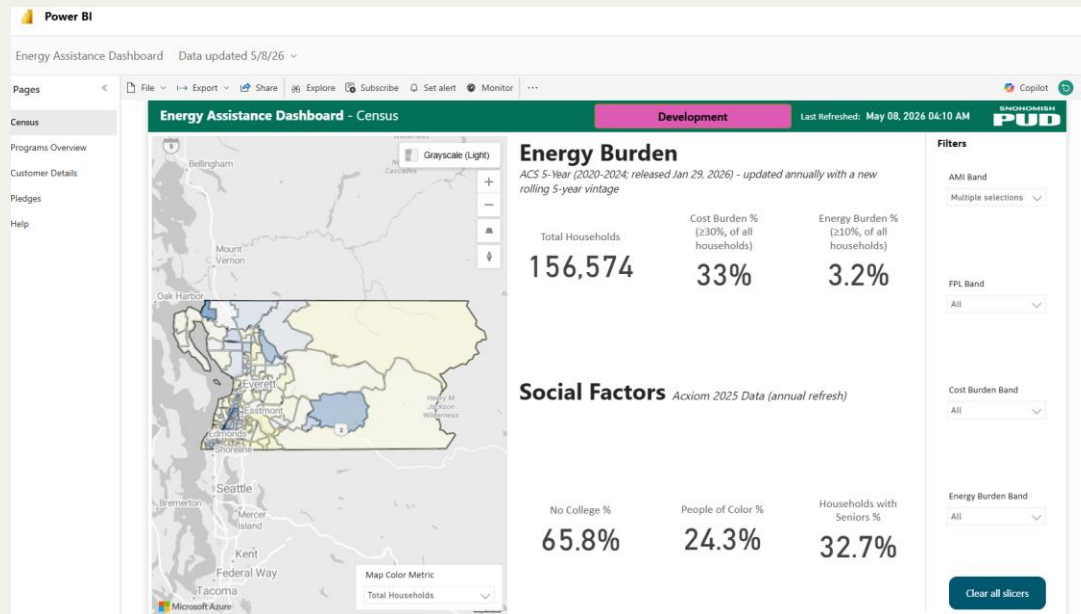 Power BI
Energy Assistance Dashboard Data updated 5/8/26
Pages
File Export Share Explore Subscribe Set alert Monitor ... Copilot
Census
Programs Overview
Customer Details
Pledges
Help
Energy Assistance Dashboard - Census
Development
Last Refreshed: May 08, 2026 04:10 AM
SNOHOMISH
PUD
Grayscale (Light)
Bellingham
Cascades
Mount
Vernon
Oak Harbor
Everett
Eastmont
Henry M
Jackson
Wilderness
Edmonds
Shoreline
Seattle
Bremerton
Mercer
Island
Kent
Federal Way
Tacoma
Microsoft Azure
Map Color Metric
Total Households
Energy Burden
ACS 5-Year (2020-2024; released Jan 29, 2026) - updated annually with a new
rolling 5-year vintage
Total Households
156,574
Cost Burden %
(≥30%, of all
households)
33%
Energy Burden %
(≥10%, of all
households)
3.2%
Social Factors Acxiom 2025 Data (annual refresh)
No College %
65.8%
People of Color %
24.3%
Households with
Seniors %
32.7%
Filters
AMI Band
Multiple selections
FPL Band
All
Cost Burden Band
All
Energy Burden Band
All
Clear all slicers